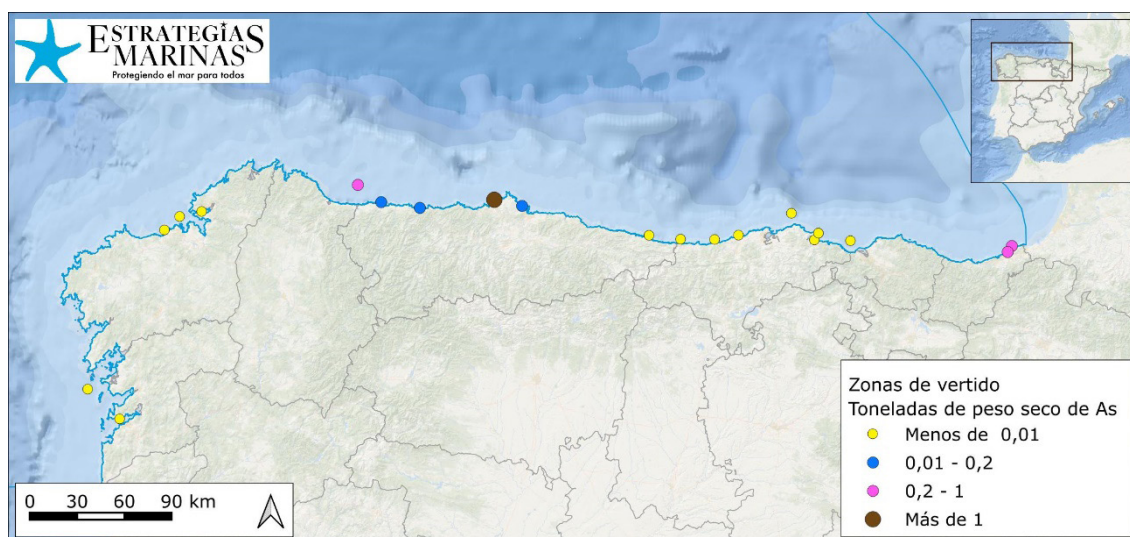 ESTRATEGIAS
MARINAS
Protegiendo el mar para todos
Zonas de vertido
Toneladas de peso seco de As
Menos de 0,01
0,01 - 0,2
0,2 - 1
Más de 1
0 30 60 90 km